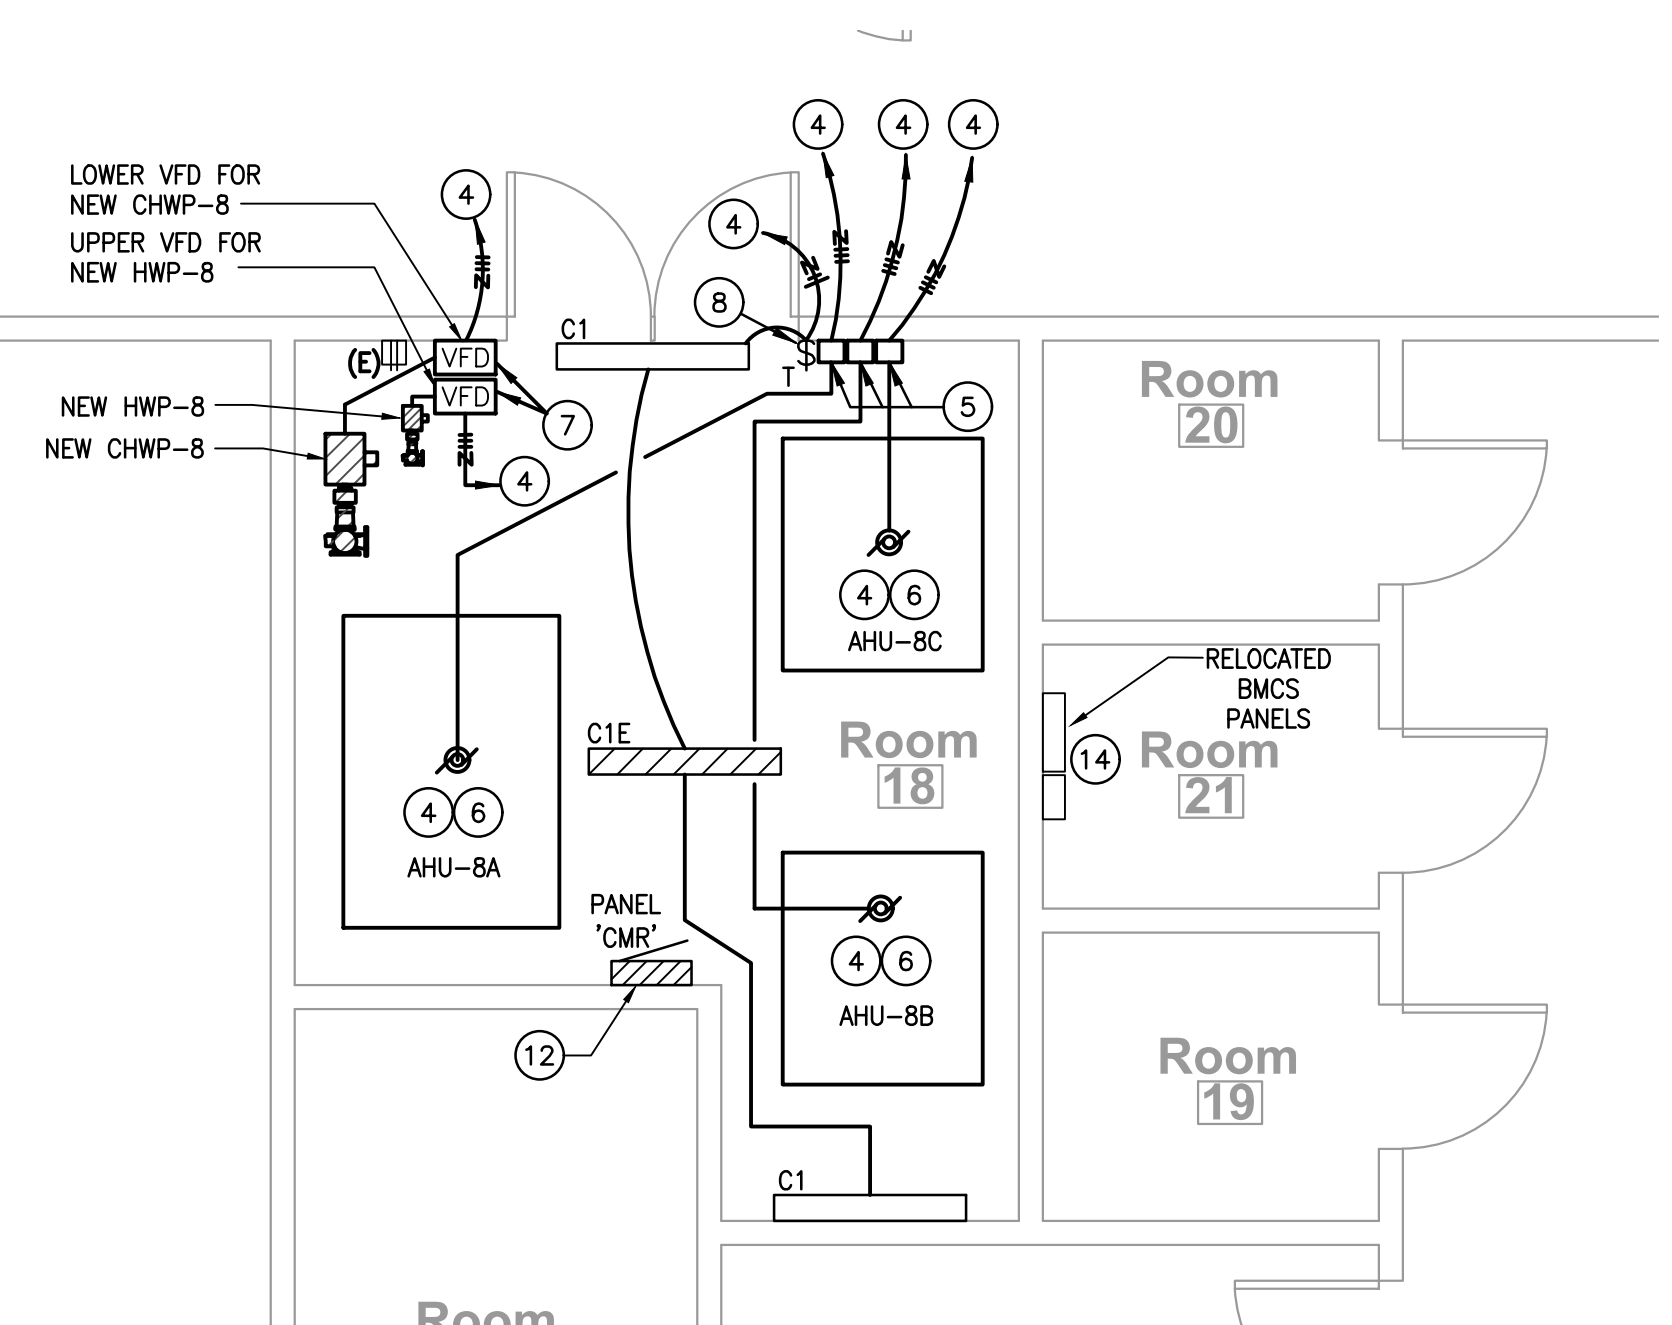 4
4
4
LOWER VFD FOR
NEW CHWP-8
4
4
UPPER VFD FOR
NEW HWP-8
8
C1
(E)
VFD
S
T
VFD
NEW HWP-8
7
5
NEW CHWP-8
4
Room
20
4 6
AHU-8C
RELOCATED
BMCS
PANELS
C1E
Room
18
14
Room
21
4 6
AHU-8A
PANEL
'CMR'
4 6
AHU-8B
12
Room
19
C1
Room